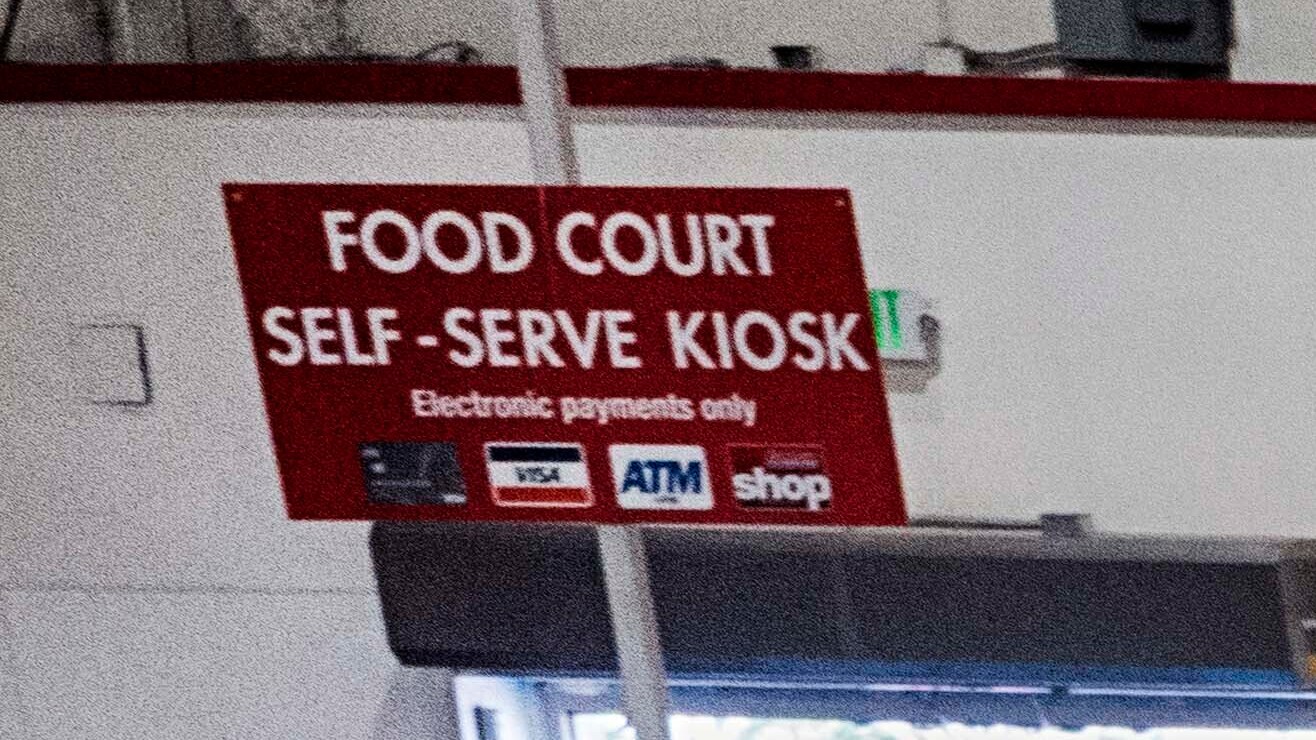 FOOD COURT
SELF-SERVE KIOSK
Electronic payments only
VISA ATM shop